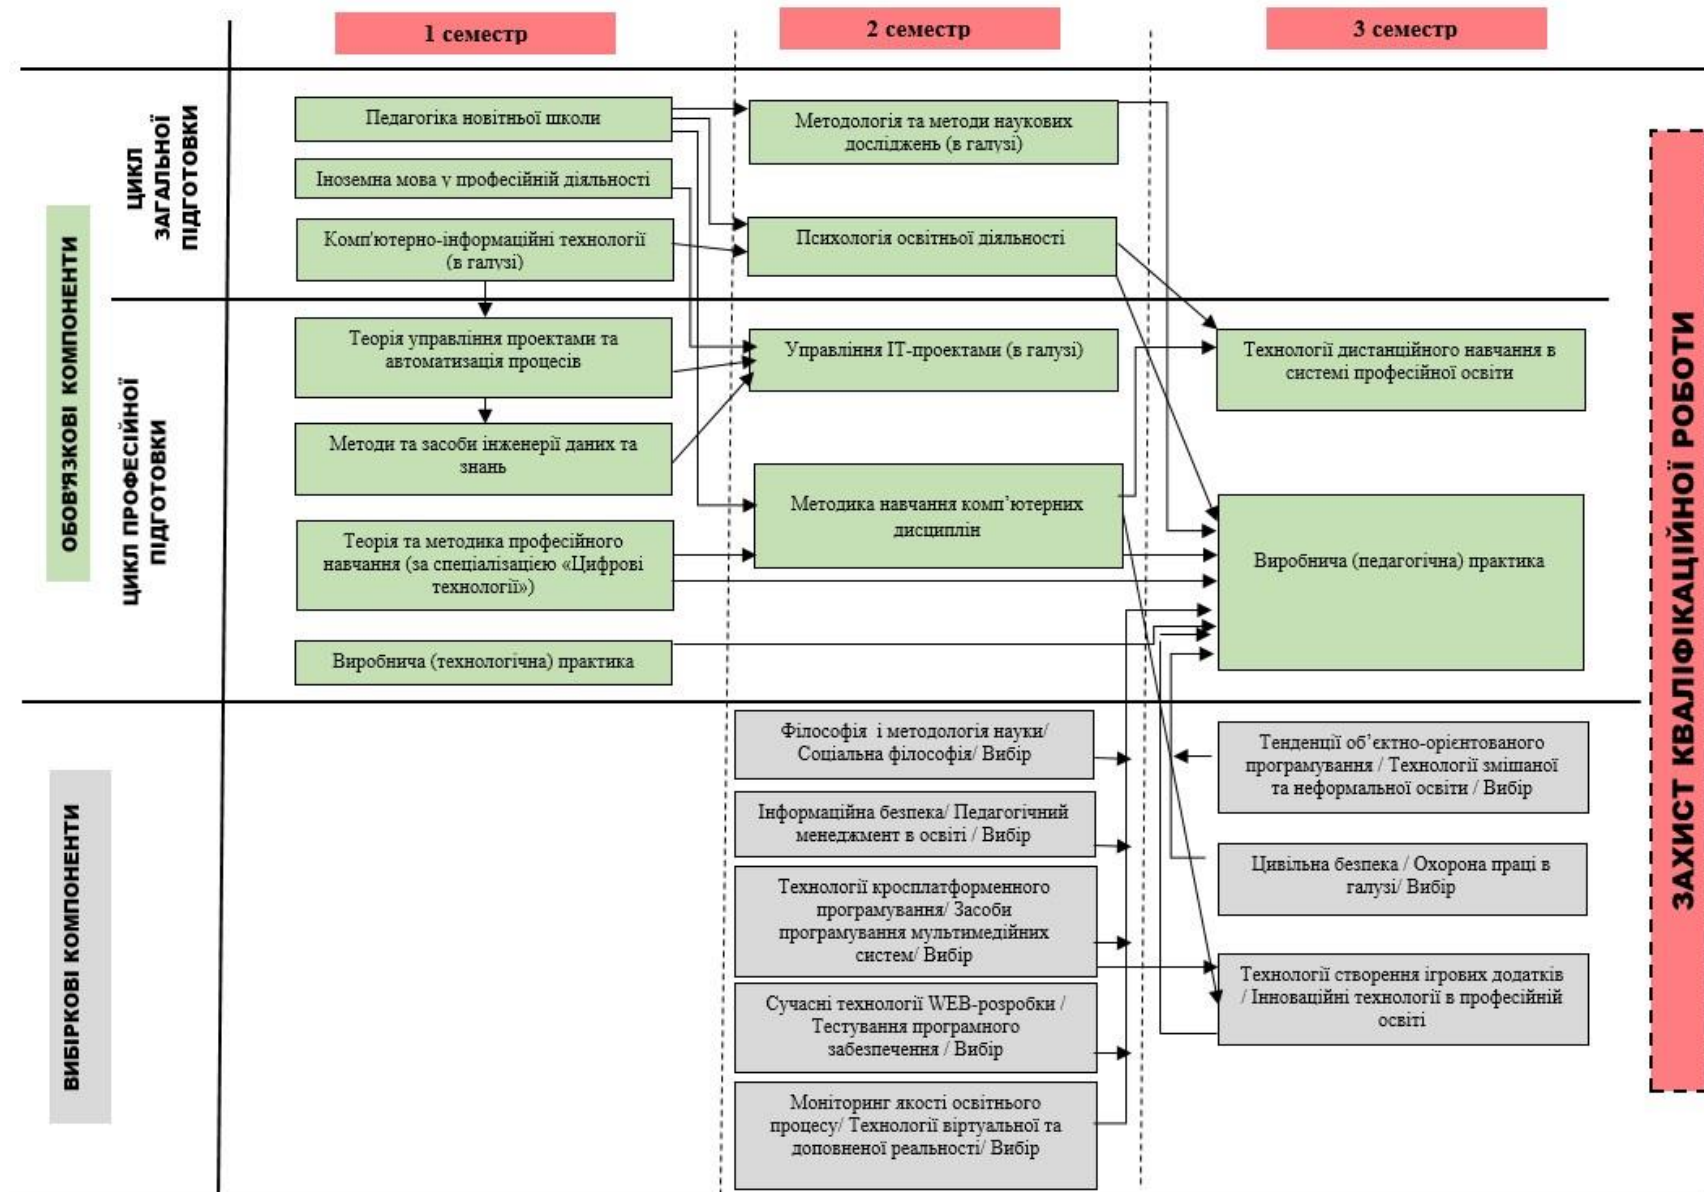 1 семестр
2 семестр
3 семестр
ОБОВ'ЯЗКОВІ КОМПОНЕНТИ
ЦИКЛ
ЗАГАЛЬНОЇ
ПІДГОТОВКИ
Педагогіка новітньої школи
Іноземна мова у професійній діяльності
Комп'ютерно-інформаційні технології
(в галузі)
Методологія та методи наукових
досліджень (в галузі)
Психологія освітньої діяльності
ЦИКЛ ПРОФЕСІЙНОЇ
ПІДГОТОВКИ
Теорія управління проектами та
автоматизація процесів
Методи та засоби інженерії даних та
знань
Теорія та методика професійного
навчання (за спеціалізацією «Цифрові
технології»)
Виробнича (технологічна) практика
Управління ІТ-проектами (в галузі)
Методика навчання комп’ютерних
дисциплін
Технології дистанційного навчання в
системі професійної освіти
Виробнича (педагогічна) практика
ВИБІРКОВІ КОМПОНЕНТИ
Філософія і методологія науки/
Соціальна філософія/ Вибір
Інформаційна безпека/ Педагогічний
менеджмент в освіті / Вибір
Технології кросплатформенного
програмування/ Засоби
програмування мультимедійних
систем/ Вибір
Сучасні технології WEB-розробки /
Тестування програмного
забезпечення / Вибір
Моніторинг якості освітнього
процесу/ Технології віртуальної та
доповненої реальності/ Вибір
Тенденції об’єктно-орієнтованого
програмування / Технології змішаної
та неформальної освіти / Вибір
Цивільна безпека / Охорона праці в
галузі/ Вибір
Технології створення ігрових додатків
/ Інноваційні технології в професійній
освіті
ЗАХИСТ КВАЛІФІКАЦІЙНОЇ РОБОТИ